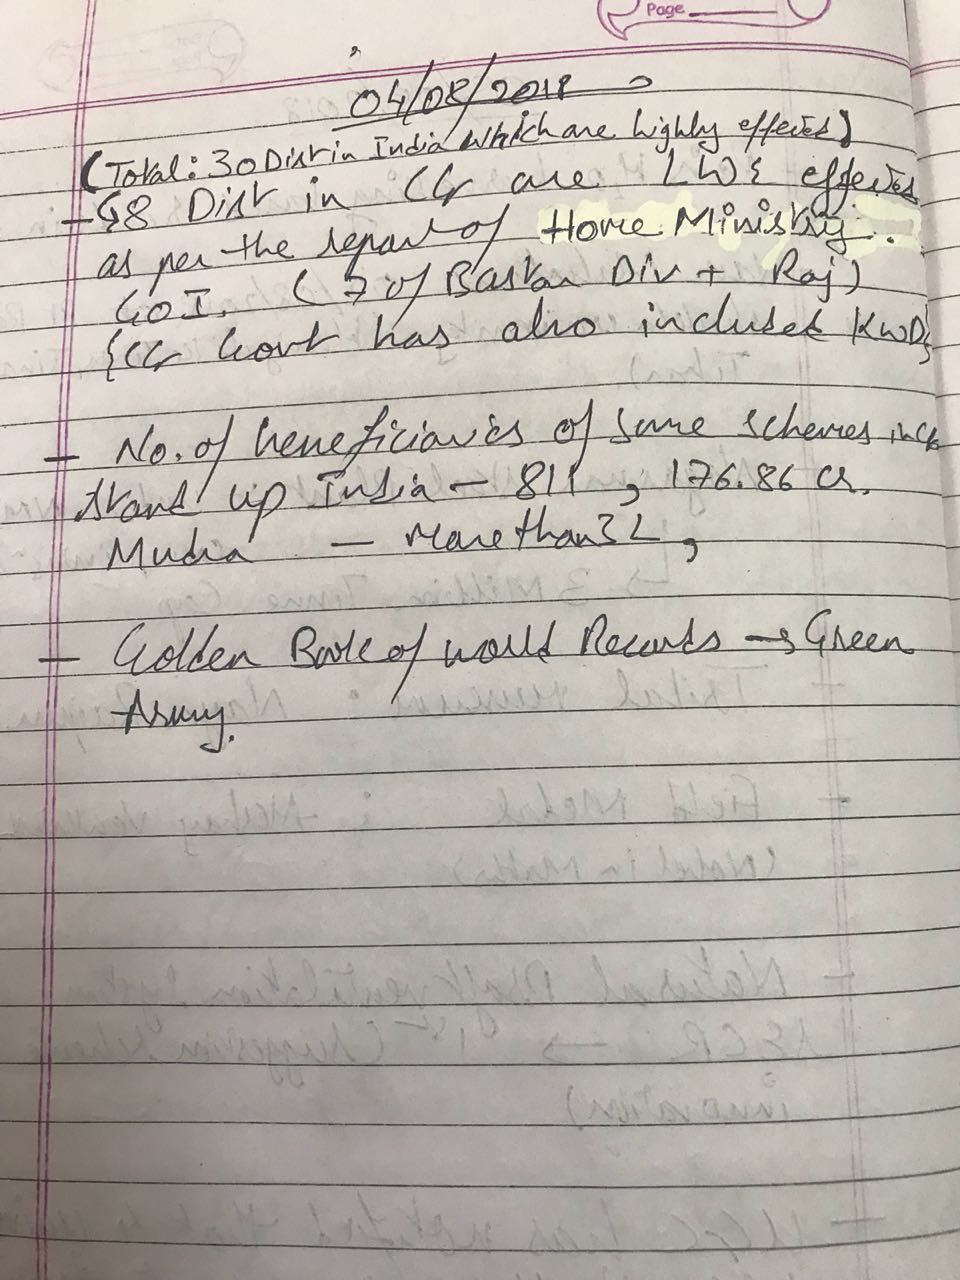 Page
04/08/2018
(Total: 30 Dist in India which are highly effected)
- 8 Dist in CG are LWE effected
as per the report of Home Ministry.
GOI. (7 of Bastar Div + Raj)
{CG Govt has also included KWD}
- No. of beneficiaries of some schemes in CG
Stand up India - 811, 176.86 Cr.
Mudra - More than 3 L,
- Golden Book of World Records → Green
Army.